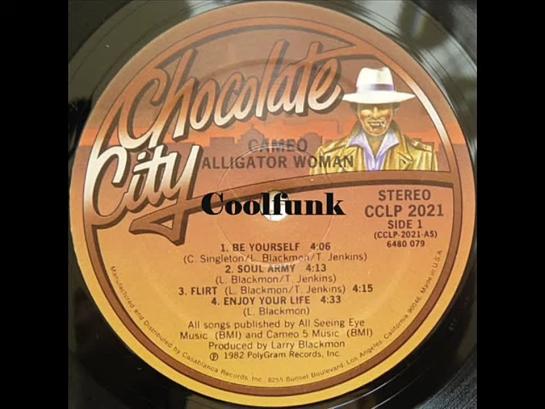 Chocolate
City
CAMEO
ALLIGATOR WOMAN
Coolfunk
STEREO
CCLP 2021
SIDE 1
(CCLP-2021-AS)
6480 079
1. BE YOURSELF 4:06
(C. Singleton/L. Blackmon/T. Jenkins)
2. SOUL ARMY 4:13
(L. Blackmon/T. Jenkins)
3. FLIRT (L. Blackmon/T. Jenkins) 4:15
4. ENJOY YOUR LIFE 4:33
(L. Blackmon)
All songs published by All Seeing Eye
Music (BMI) and Cameo 5 Music (BMI)
Produced by Larry Blackmon
℗ 1982 PolyGram Records, Inc.
Manufactured and Distributed by Casablanca Records, Inc., 8255 Sunset Boulevard, Los Angeles, California 90046, Made in U.S.A.